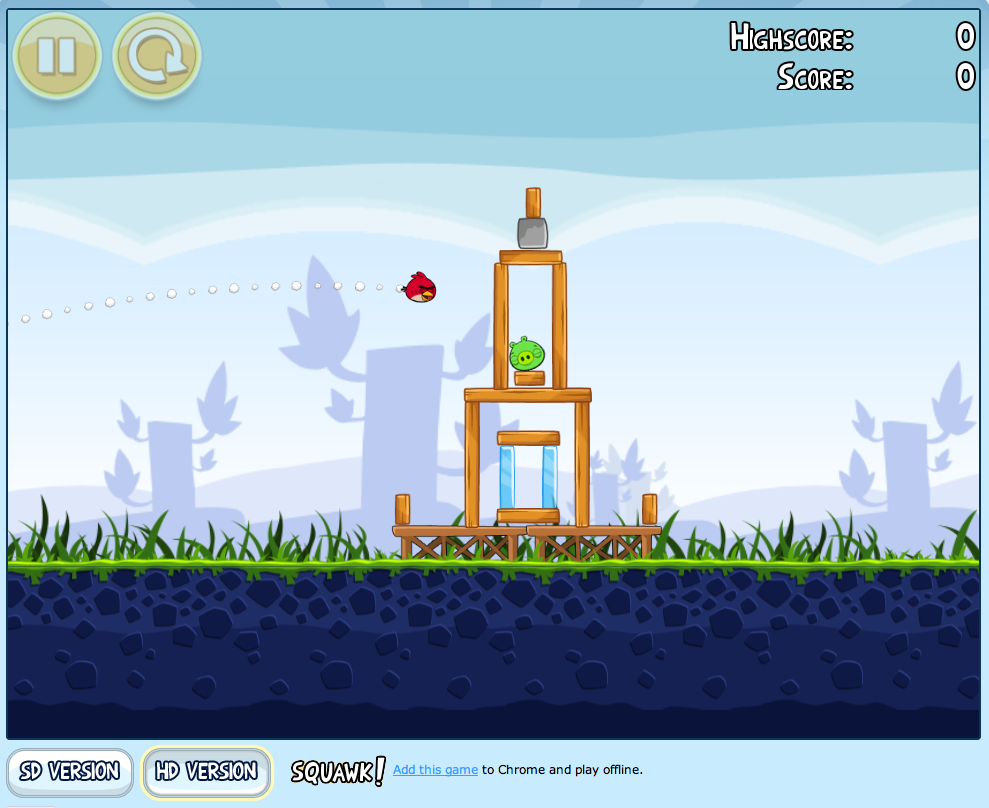 Highscore: 0
Score: 0
SD VERSION HD VERSION SQUAWK! Add this game to Chrome and play offline.